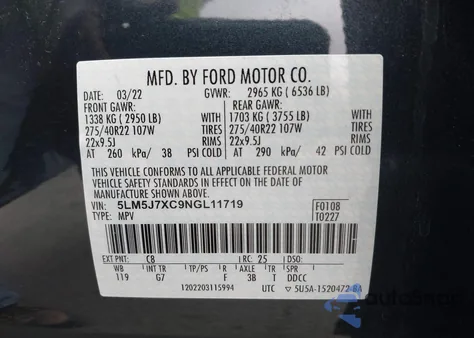 MFD. BY FORD MOTOR CO.
DATE: 03/22 GVWR: 2965 KG ( 6536 LB)
FRONT GAWR: REAR GAWR:
1338 KG ( 2950 LB) 1703 KG ( 3755 LB)
275/40R22 107W TIRES 275/40R22 107W TIRES
22x9.5J RIMS 22x9.5J RIMS
AT 260 kPa/ 38 PSI COLD AT 290 kPa/ 42 PSI COLD
THIS VEHICLE CONFORMS TO ALL APPLICABLE FEDERAL MOTOR
VEHICLE SAFETY STANDARDS IN EFFECT ON THE DATE OF
MANUFACTURE SHOWN ABOVE.
VIN: 5LM5J7XC9NGL11719 F0108
TYPE: MPV T0227
EXT PNT: C8 RC: 25 DSO:
WB INT TR TP/PS R AXLE TR SPR
119 G7 F 3B T DDCC
1202203115994 UTC 5U5A-1520472-BA